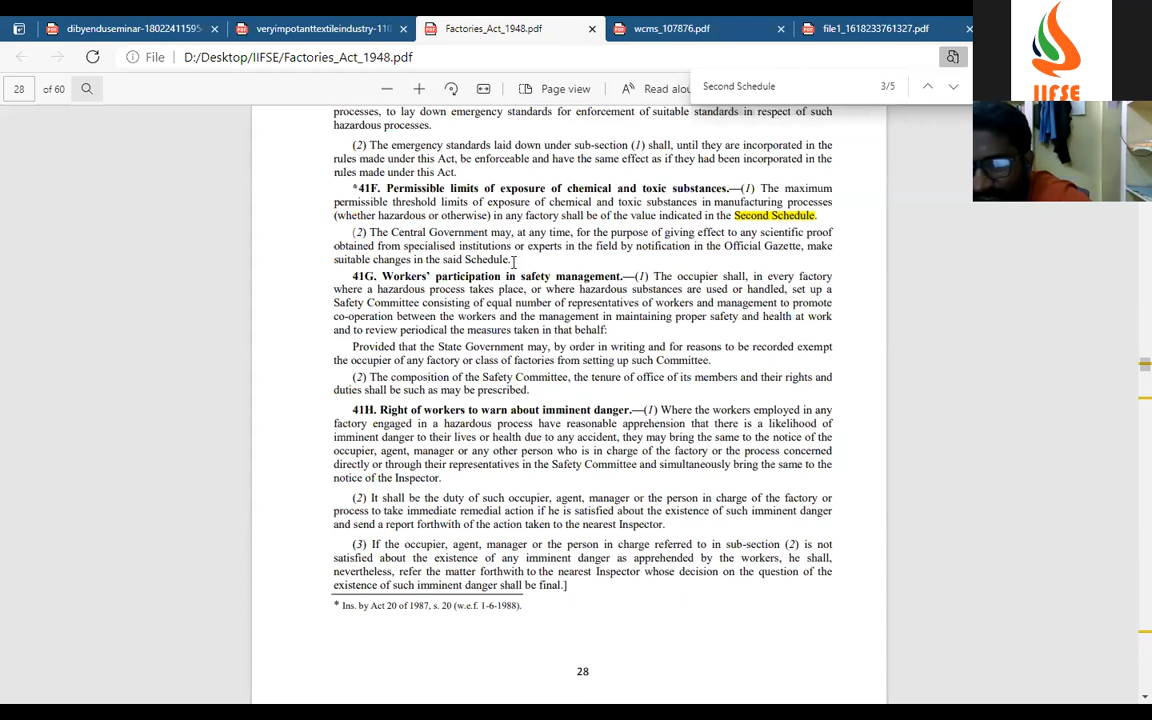 dibyenduseminar-18022411595
veryimpotanttextileindustry-110
Factories_Act_1948.pdf
wcms_107876.pdf
file1_1618233761327.pdf
File
D:/Desktop/IIFSE/Factories_Act_1948.pdf
28
of 60
Page view
Read alou
Second Schedule
3/5
IIFSE
processes, to lay down emergency standards for enforcement of suitable standards in respect of such
hazardous processes.
(2) The emergency standards laid down under sub-section (1) shall, until they are incorporated in the
rules made under this Act, be enforceable and have the same effect as if they had been incorporated in the
rules made under this Act.
*41F. Permissible limits of exposure of chemical and toxic substances.—(1) The maximum
permissible threshold limits of exposure of chemical and toxic substances in manufacturing processes
(whether hazardous or otherwise) in any factory shall be of the value indicated in the Second Schedule.
(2) The Central Government may, at any time, for the purpose of giving effect to any scientific proof
obtained from specialised institutions or experts in the field by notification in the Official Gazette, make
suitable changes in the said Schedule.
41G. Workers’ participation in safety management.—(1) The occupier shall, in every factory
where a hazardous process takes place, or where hazardous substances are used or handled, set up a
Safety Committee consisting of equal number of representatives of workers and management to promote
co-operation between the workers and the management in maintaining proper safety and health at work
and to review periodical the measures taken in that behalf:
Provided that the State Government may, by order in writing and for reasons to be recorded exempt
the occupier of any factory or class of factories from setting up such Committee.
(2) The composition of the Safety Committee, the tenure of office of its members and their rights and
duties shall be such as may be prescribed.
41H. Right of workers to warn about imminent danger.—(1) Where the workers employed in any
factory engaged in a hazardous process have reasonable apprehension that there is a likelihood of
imminent danger to their lives or health due to any accident, they may bring the same to the notice of the
occupier, agent, manager or any other person who is in charge of the factory or the process concerned
directly or through their representatives in the Safety Committee and simultaneously bring the same to the
notice of the Inspector.
(2) It shall be the duty of such occupier, agent, manager or the person in charge of the factory or
process to take immediate remedial action if he is satisfied about the existence of such imminent danger
and send a report forthwith of the action taken to the nearest Inspector.
(3) If the occupier, agent, manager or the person in charge referred to in sub-section (2) is not
satisfied about the existence of any imminent danger as apprehended by the workers, he shall,
nevertheless, refer the matter forthwith to the nearest Inspector whose decision on the question of the
existence of such imminent danger shall be final.]
* Ins. by Act 20 of 1987, s. 20 (w.e.f. 1-6-1988).
28